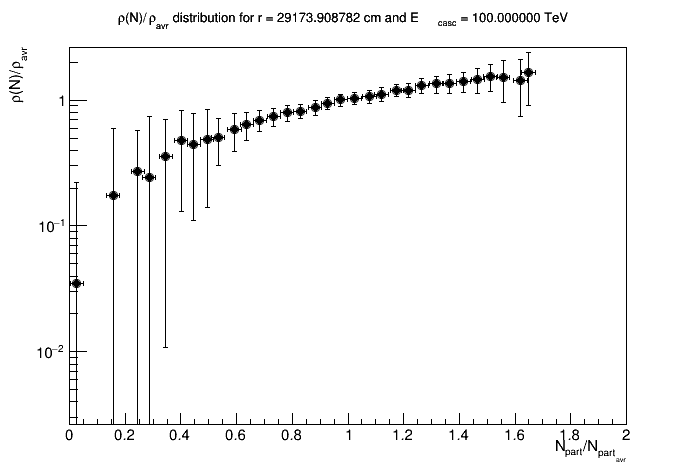 ρ(N)/ρavr distribution for r = 29173.908782 cm and E casc = 100.000000 TeV
ρ(N)/ρavr
1
10−1
10−2
0 0.2 0.4 0.6 0.8 1 1.2 1.4 1.6 1.8 2
Npart/Npartavr